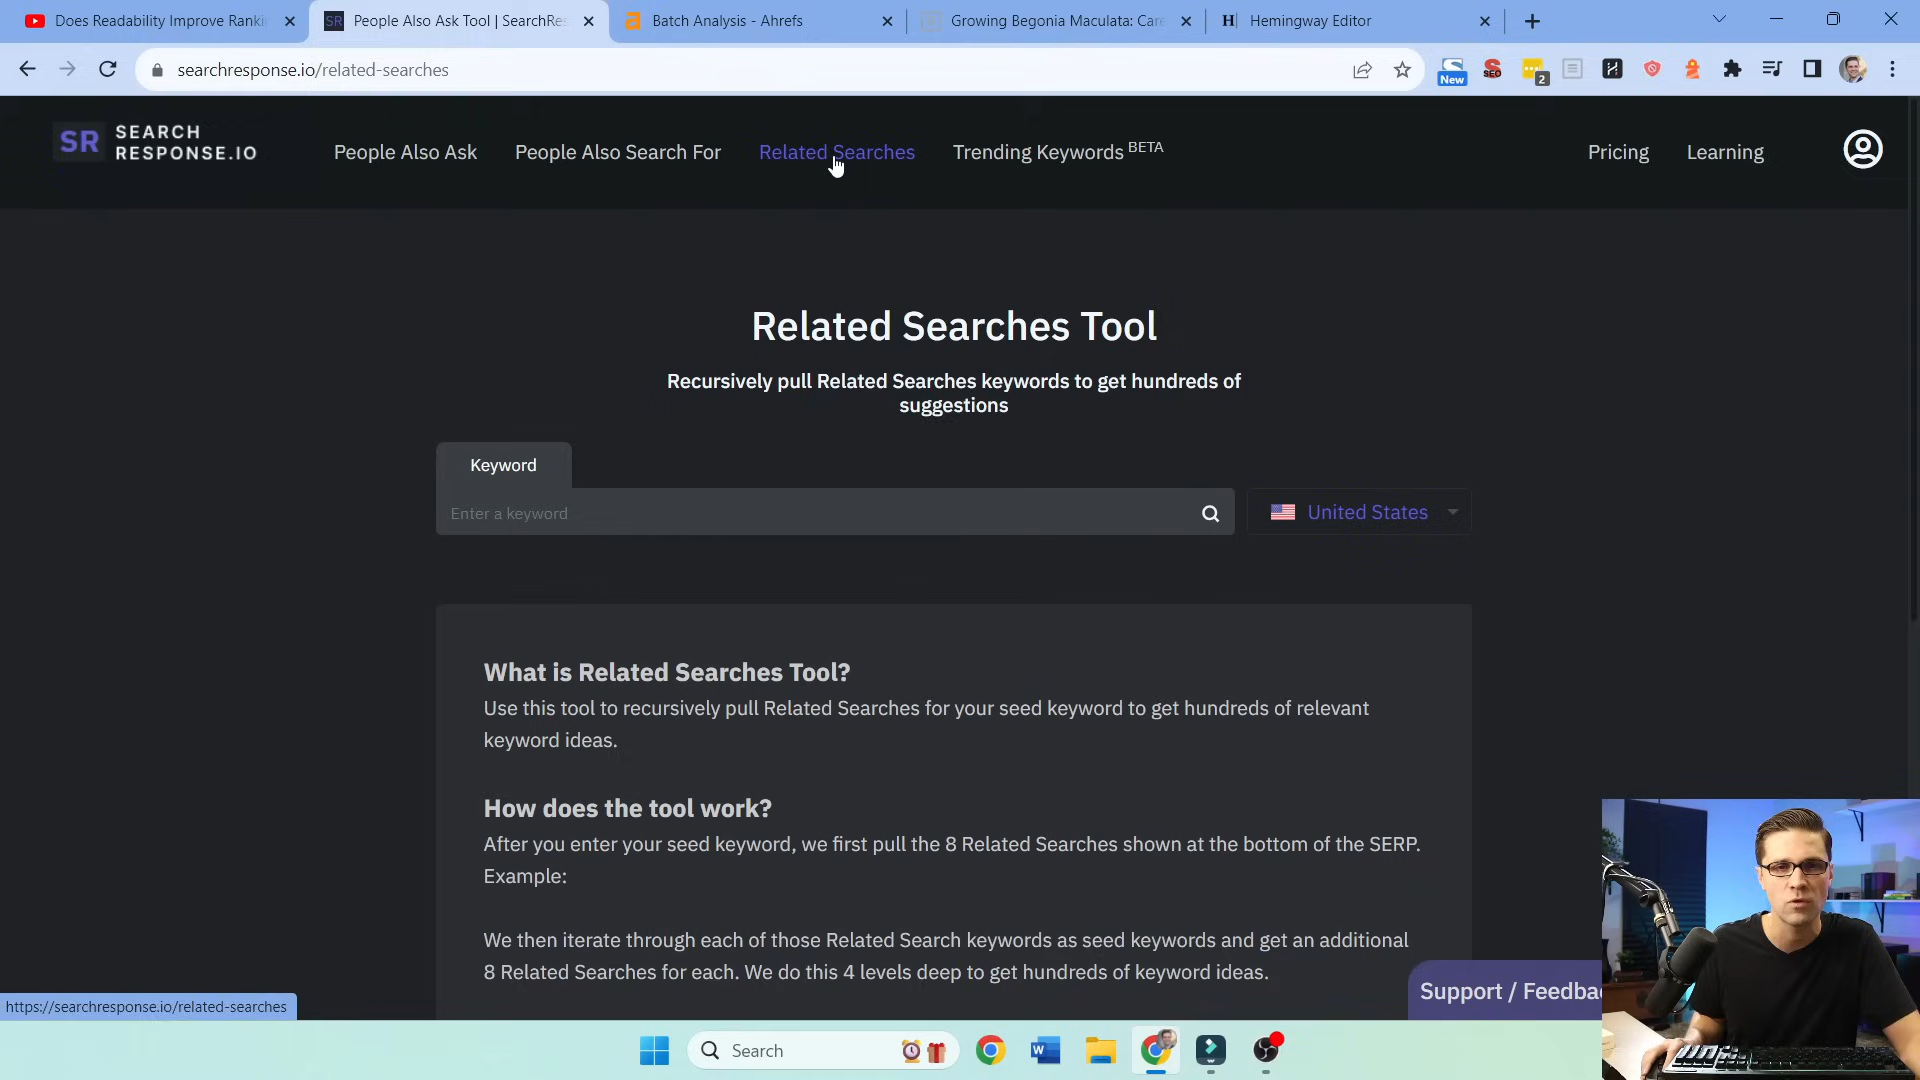 Does Readability Improve Ranki
People Also Ask Tool | SearchRes
Batch Analysis - Ahrefs
Growing Begonia Maculata: Care
Hemingway Editor
searchresponse.io/related-searches
New
SEO
2
SR SEARCH RESPONSE.IO
People Also Ask
People Also Search For
Related Searches
Trending Keywords BETA
Pricing
Learning
Related Searches Tool
Recursively pull Related Searches keywords to get hundreds of
suggestions
Keyword
Enter a keyword
United States
What is Related Searches Tool?
Use this tool to recursively pull Related Searches for your seed keyword to get hundreds of relevant
keyword ideas.
How does the tool work?
After you enter your seed keyword, we first pull the 8 Related Searches shown at the bottom of the SERP.
Example:
We then iterate through each of those Related Search keywords as seed keywords and get an additional
8 Related Searches for each. We do this 4 levels deep to get hundreds of keyword ideas.
Support / Feedba
https://searchresponse.io/related-searches
Search